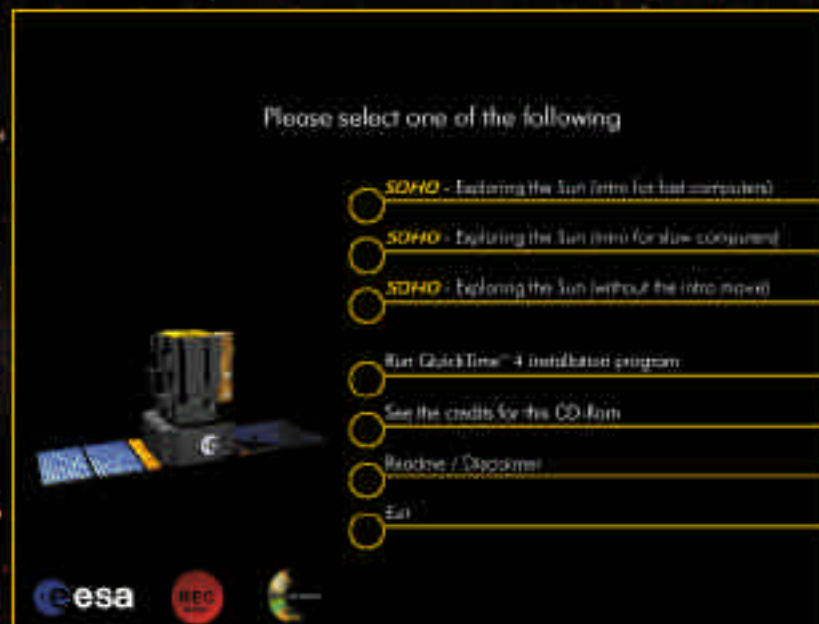 Please select one of the following
SOHO - Exploring the Sun (intro for fast computers)
SOHO - Exploring the Sun (intro for slow computers)
SOHO - Exploring the Sun (without the intro movie)
Run QuickTime™ 4 installation program
See the credits for this CD-Rom
Readme / Disclaimer
Exit
esa
REC